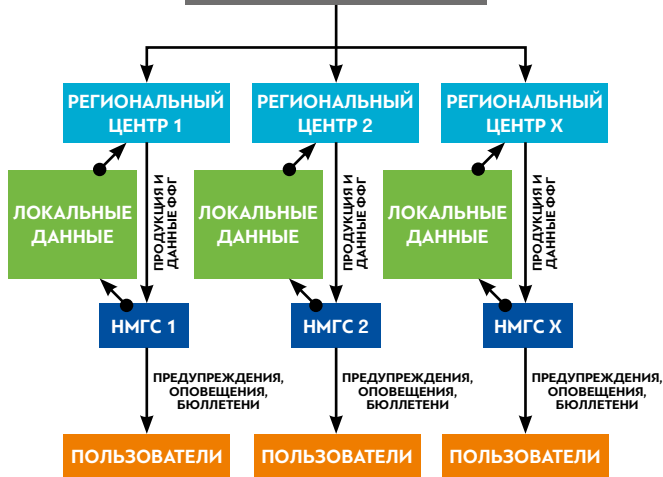 РЕГИОНАЛЬНЫЙ
ЦЕНТР 1
РЕГИОНАЛЬНЫЙ
ЦЕНТР 2
РЕГИОНАЛЬНЫЙ
ЦЕНТР X
ЛОКАЛЬНЫЕ
ДАННЫЕ
ПРОДУКЦИЯ И
ДАННЫЕ ФФГ
ЛОКАЛЬНЫЕ
ДАННЫЕ
ПРОДУКЦИЯ И
ДАННЫЕ ФФГ
ЛОКАЛЬНЫЕ
ДАННЫЕ
ПРОДУКЦИЯ И
ДАННЫЕ ФФГ
НМГС 1
НМГС 2
НМГС X
ПРЕДУПРЕЖДЕНИЯ,
ОПОВЕЩЕНИЯ,
БЮЛЛЕТЕНИ
ПРЕДУПРЕЖДЕНИЯ,
ОПОВЕЩЕНИЯ,
БЮЛЛЕТЕНИ
ПРЕДУПРЕЖДЕНИЯ,
ОПОВЕЩЕНИЯ,
БЮЛЛЕТЕНИ
ПОЛЬЗОВАТЕЛИ
ПОЛЬЗОВАТЕЛИ
ПОЛЬЗОВАТЕЛИ